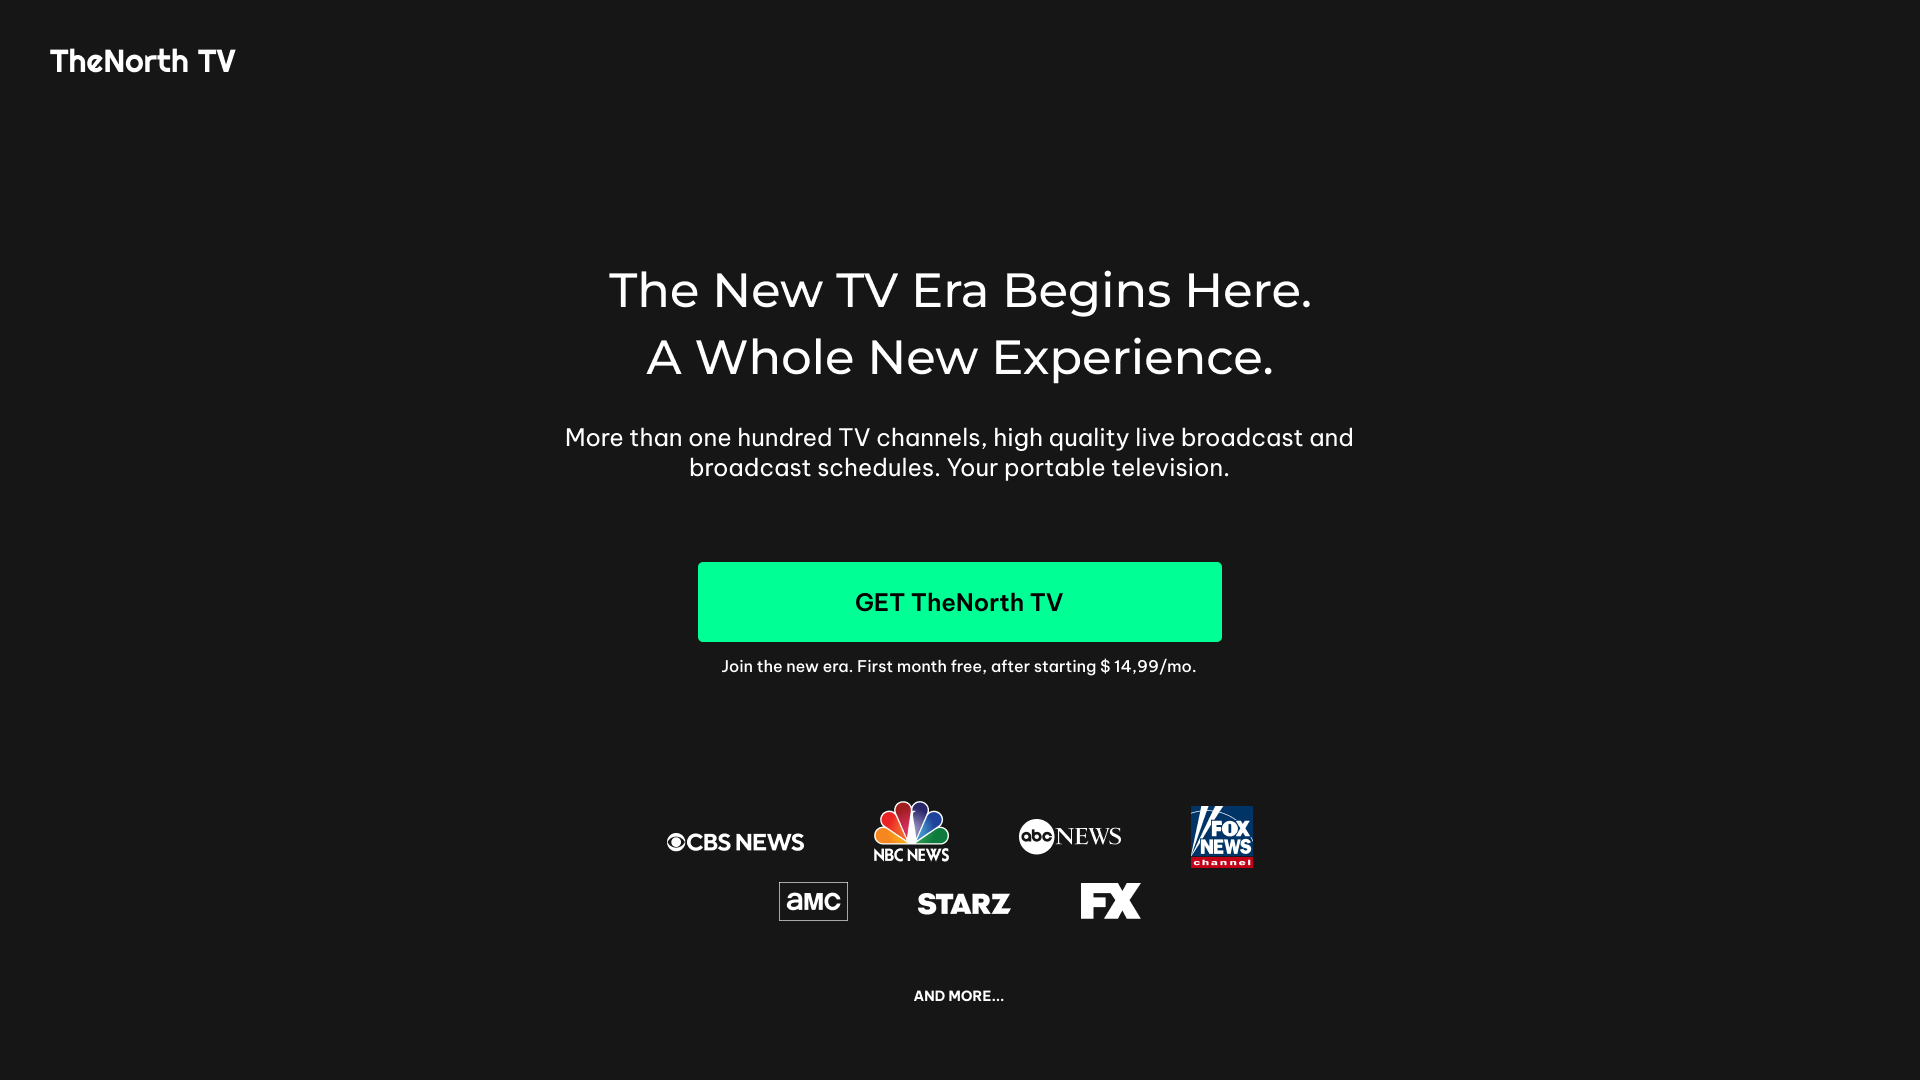 TheNorth TV
The New TV Era Begins Here.
A Whole New Experience.
More than one hundred TV channels, high quality live broadcast and
broadcast schedules. Your portable television.
GET TheNorth TV
Join the new era. First month free, after starting $ 14,99/mo.
CBS NEWS
NBC NEWS
abc NEWS
FOX
NEWS
channel
aMC
STARZ
FX
AND MORE...